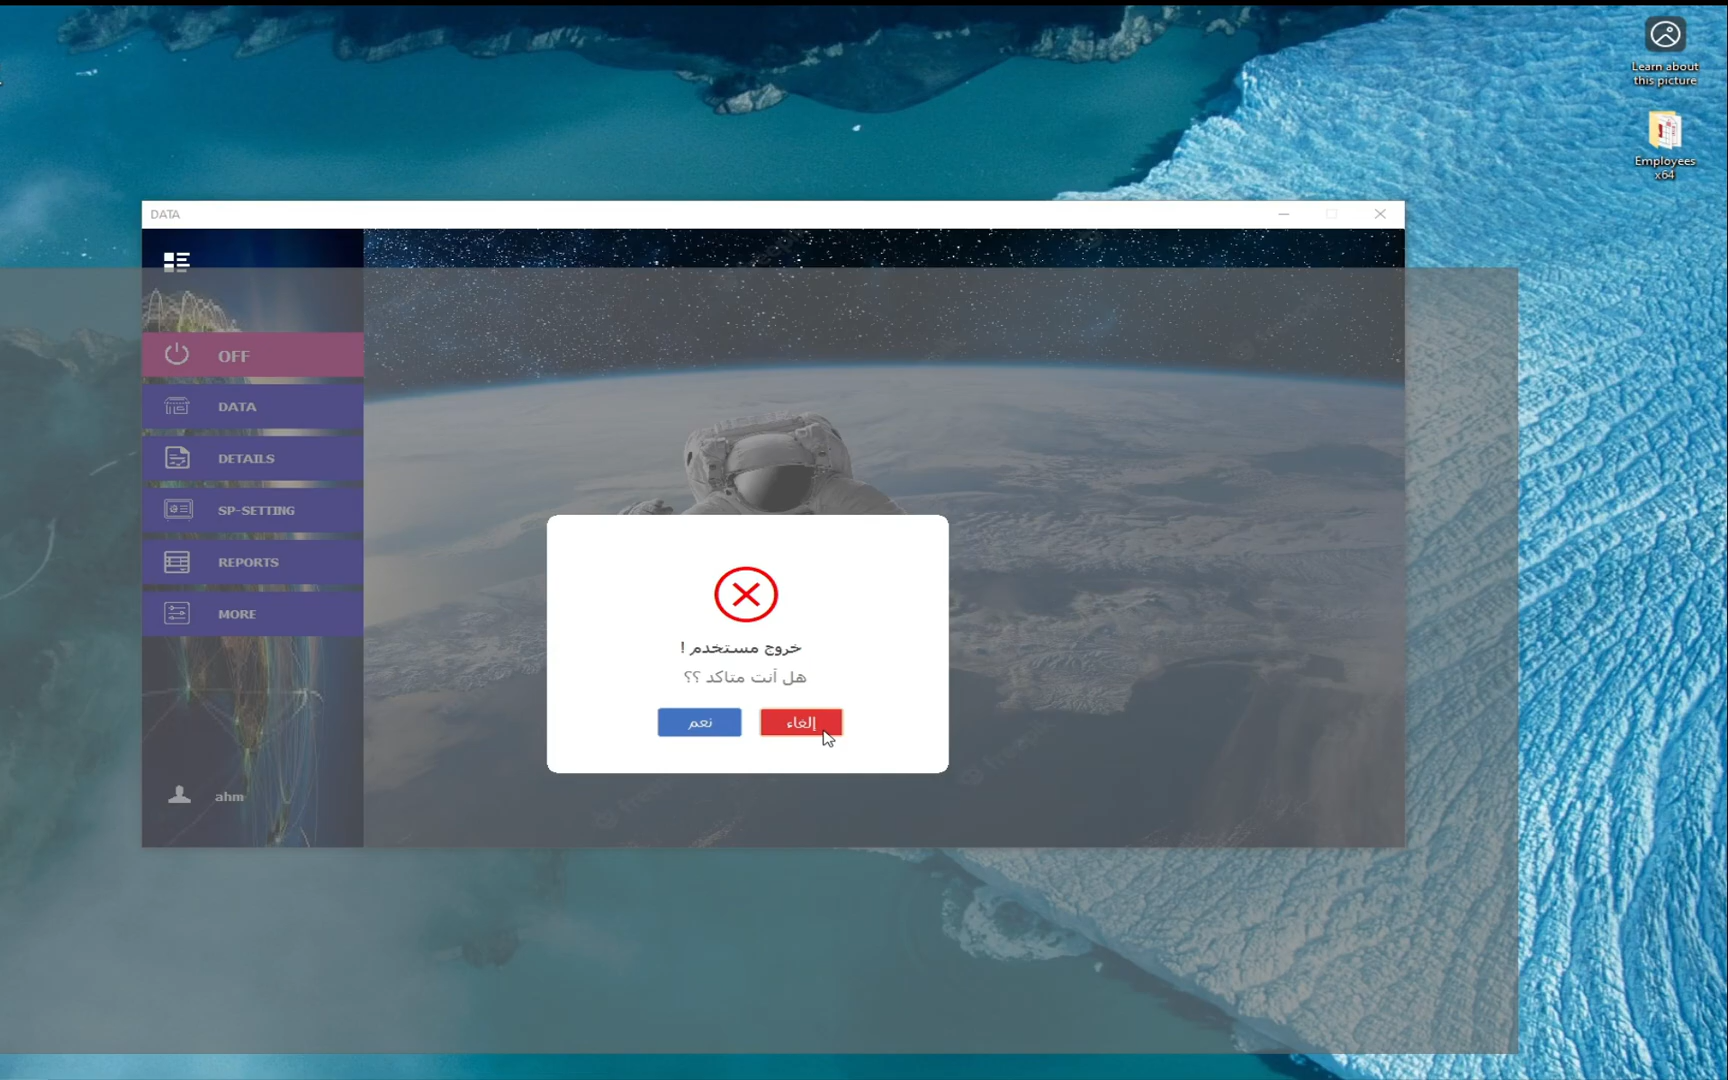 Learn about
this picture
Employees
x64
DATA
OFF
DATA
DETAILS
SP-SETTING
REPORTS
MORE
ahm
خروج مستخدم !
هل أنت متاكد ؟؟
نعم
إلغاء